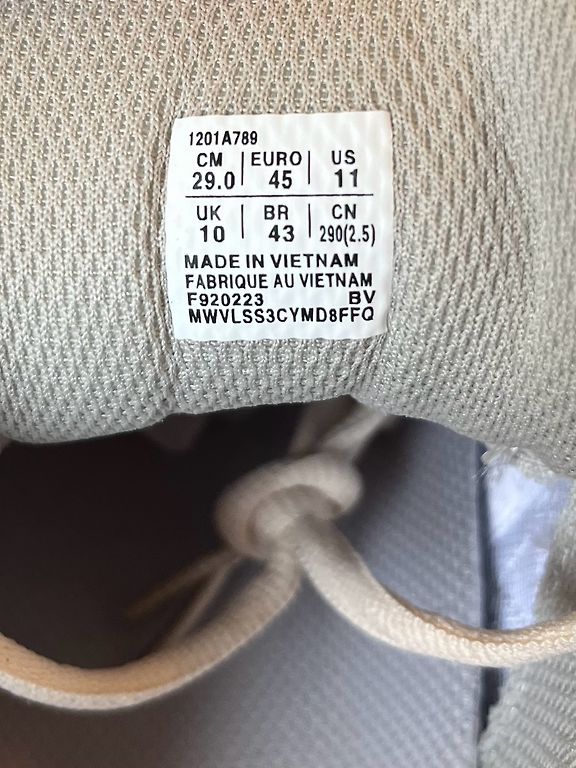 1201A789
CM | EURO | US
29.0 | 45 | 11
UK | BR | CN
10 | 43 | 290(2.5)
MADE IN VIETNAM
FABRIQUE AU VIETNAM
F920223 BV
MWVLSS3CYMD8FFQ